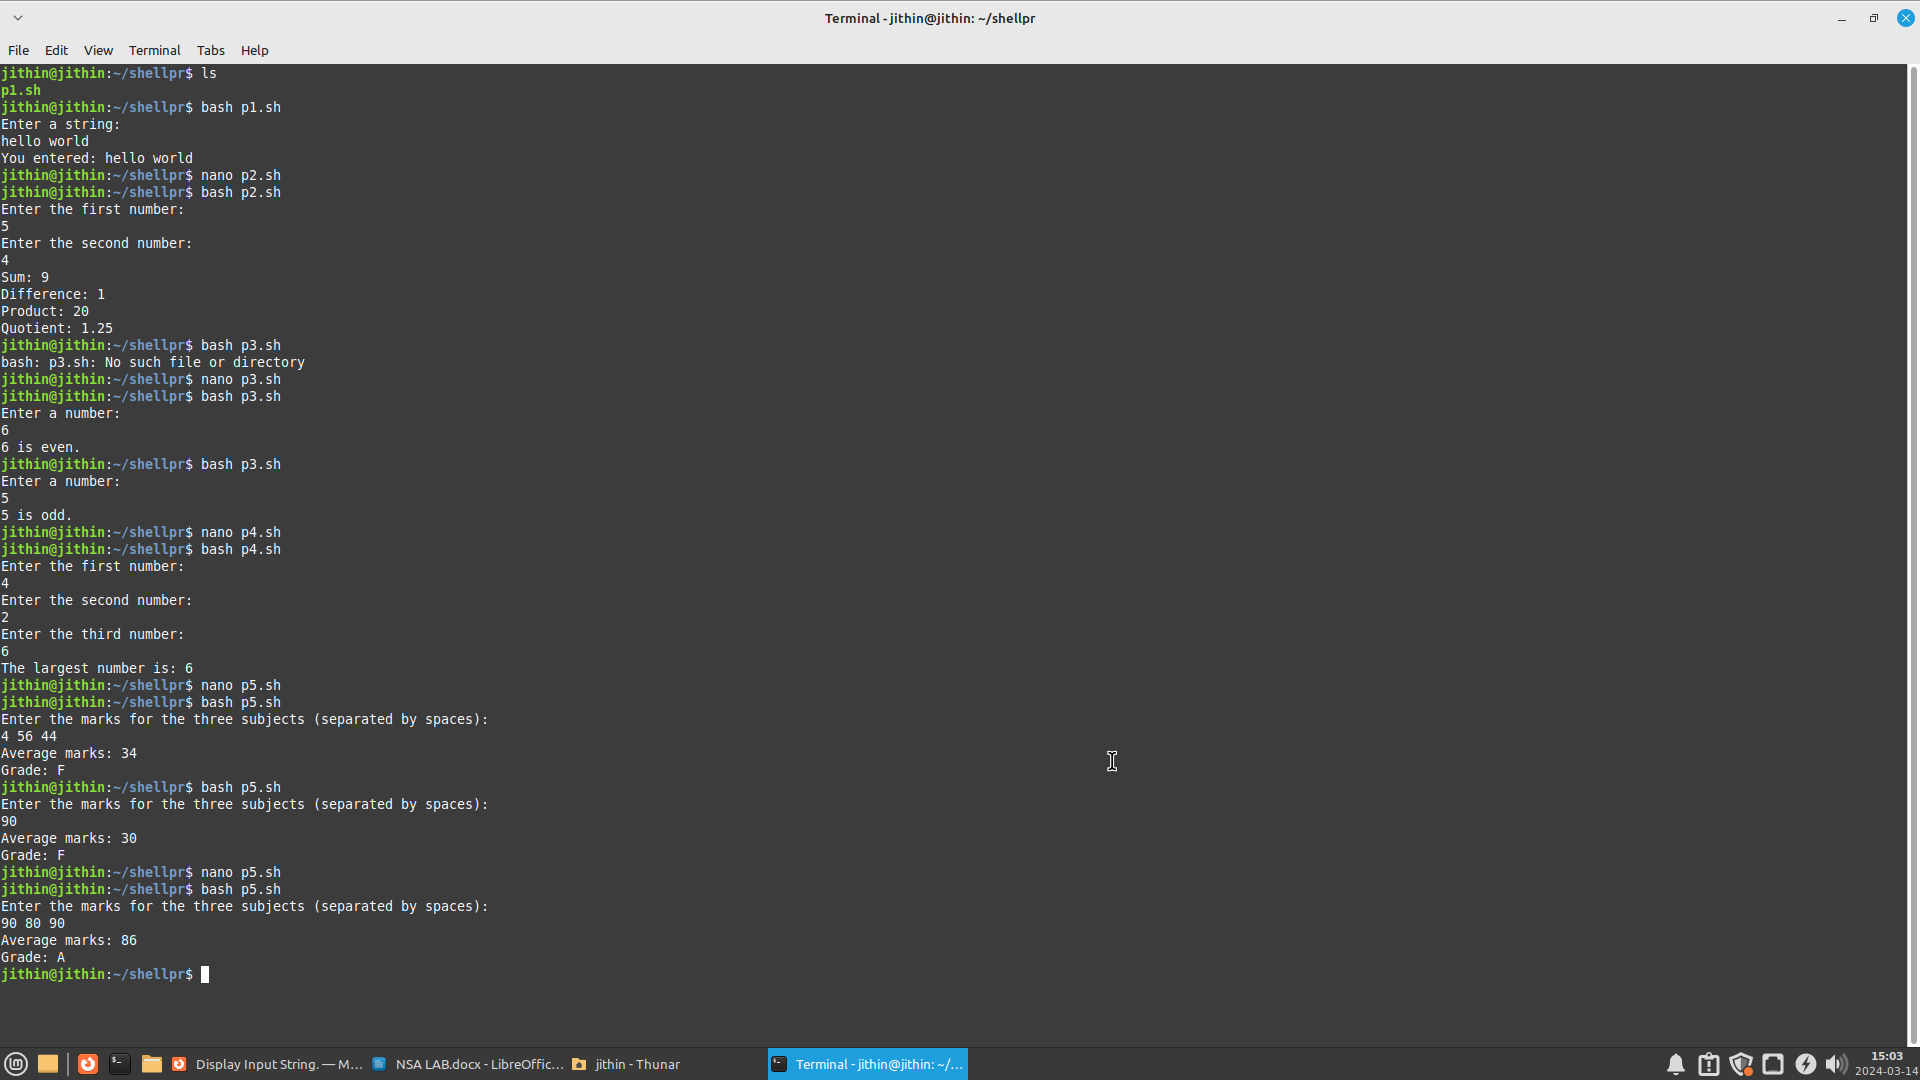 Terminal - jithin@jithin: ~/shellpr
File Edit View Terminal Tabs Help
jithin@jithin:~/shellpr$ ls
p1.sh
jithin@jithin:~/shellpr$ bash p1.sh
Enter a string:
hello world
You entered: hello world
jithin@jithin:~/shellpr$ nano p2.sh
jithin@jithin:~/shellpr$ bash p2.sh
Enter the first number:
5
Enter the second number:
4
Sum: 9
Difference: 1
Product: 20
Quotient: 1.25
jithin@jithin:~/shellpr$ bash p3.sh
bash: p3.sh: No such file or directory
jithin@jithin:~/shellpr$ nano p3.sh
jithin@jithin:~/shellpr$ bash p3.sh
Enter a number:
6
6 is even.
jithin@jithin:~/shellpr$ bash p3.sh
Enter a number:
5
5 is odd.
jithin@jithin:~/shellpr$ nano p4.sh
jithin@jithin:~/shellpr$ bash p4.sh
Enter the first number:
4
Enter the second number:
2
Enter the third number:
6
The largest number is: 6
jithin@jithin:~/shellpr$ nano p5.sh
jithin@jithin:~/shellpr$ bash p5.sh
Enter the marks for the three subjects (separated by spaces):
4 56 44
Average marks: 34
Grade: F
jithin@jithin:~/shellpr$ bash p5.sh
Enter the marks for the three subjects (separated by spaces):
90
Average marks: 30
Grade: F
jithin@jithin:~/shellpr$ nano p5.sh
jithin@jithin:~/shellpr$ bash p5.sh
Enter the marks for the three subjects (separated by spaces):
90 80 90
Average marks: 86
Grade: A
jithin@jithin:~/shellpr$
Display Input String. — M... NSA LAB.docx - LibreOffic... jithin - Thunar Terminal - jithin@jithin: ~/... 15:03
2024-03-14